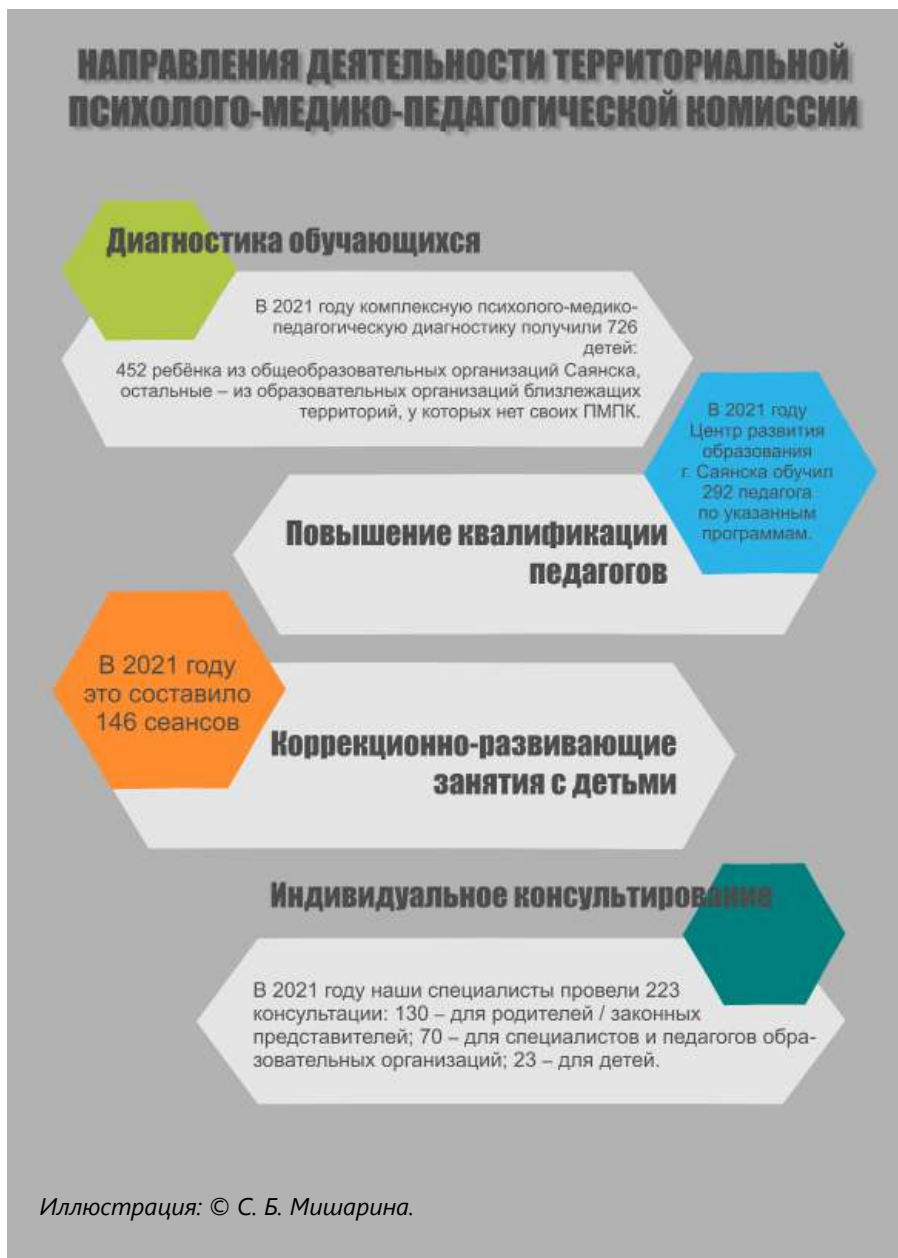 НАПРАВЛЕНИЯ ДЕЯТЕЛЬНОСТИ ТЕРРИТОРИАЛЬНОЙ
ПСИХОЛОГО-МЕДИКО-ПЕДАГОГИЧЕСКОЙ КОМИССИИ
Диагностика обучающихся
В 2021 году комплексную психолого-медико-
педагогическую диагностику получили 726
детей:
452 ребёнка из общеобразовательных организаций Саянска,
остальные – из образовательных организаций близлежащих
территорий, у которых нет своих ПМПК.
В 2021 году
Центр развития
образования
г. Саянска обучил
292 педагога
по указанным
программам.
Повышение квалификации
педагогов
В 2021 году
это составило
146 сеансов
Коррекционно-развивающие
занятия с детьми
Индивидуальное консультирование
В 2021 году наши специалисты провели 223
консультации: 130 – для родителей / законных
представителей; 70 – для специалистов и педагогов обра-
зовательных организаций; 23 – для детей.
Иллюстрация: © С. Б. Мишарина.